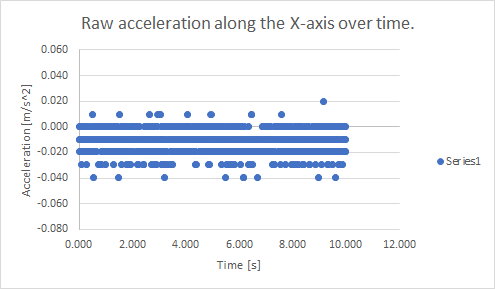 Raw acceleration along the X-axis over time.
0.060
0.040
0.020
0.000
-0.020
-0.040
-0.060
-0.080
Acceleration [m/s^2]
0.000 2.000 4.000 6.000 8.000 10.000 12.000
Time [s]
Series1